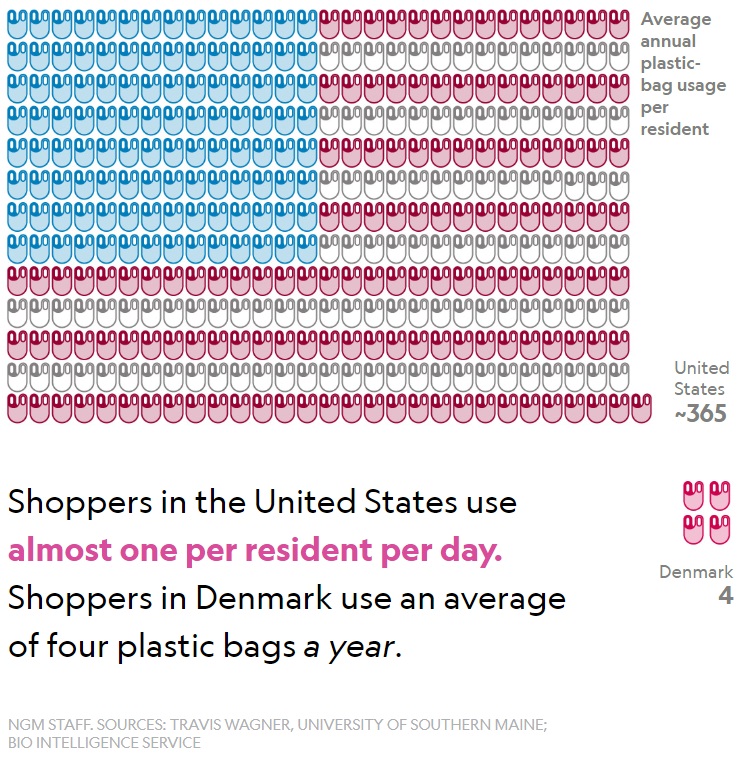 Average
annual
plastic-
bag usage
per
resident
United
States
~365
Shoppers in the United States use
almost one per resident per day.
Shoppers in Denmark use an average
of four plastic bags a year.
Denmark
4
NGM STAFF. SOURCES: TRAVIS WAGNER, UNIVERSITY OF SOUTHERN MAINE;
BIO INTELLIGENCE SERVICE